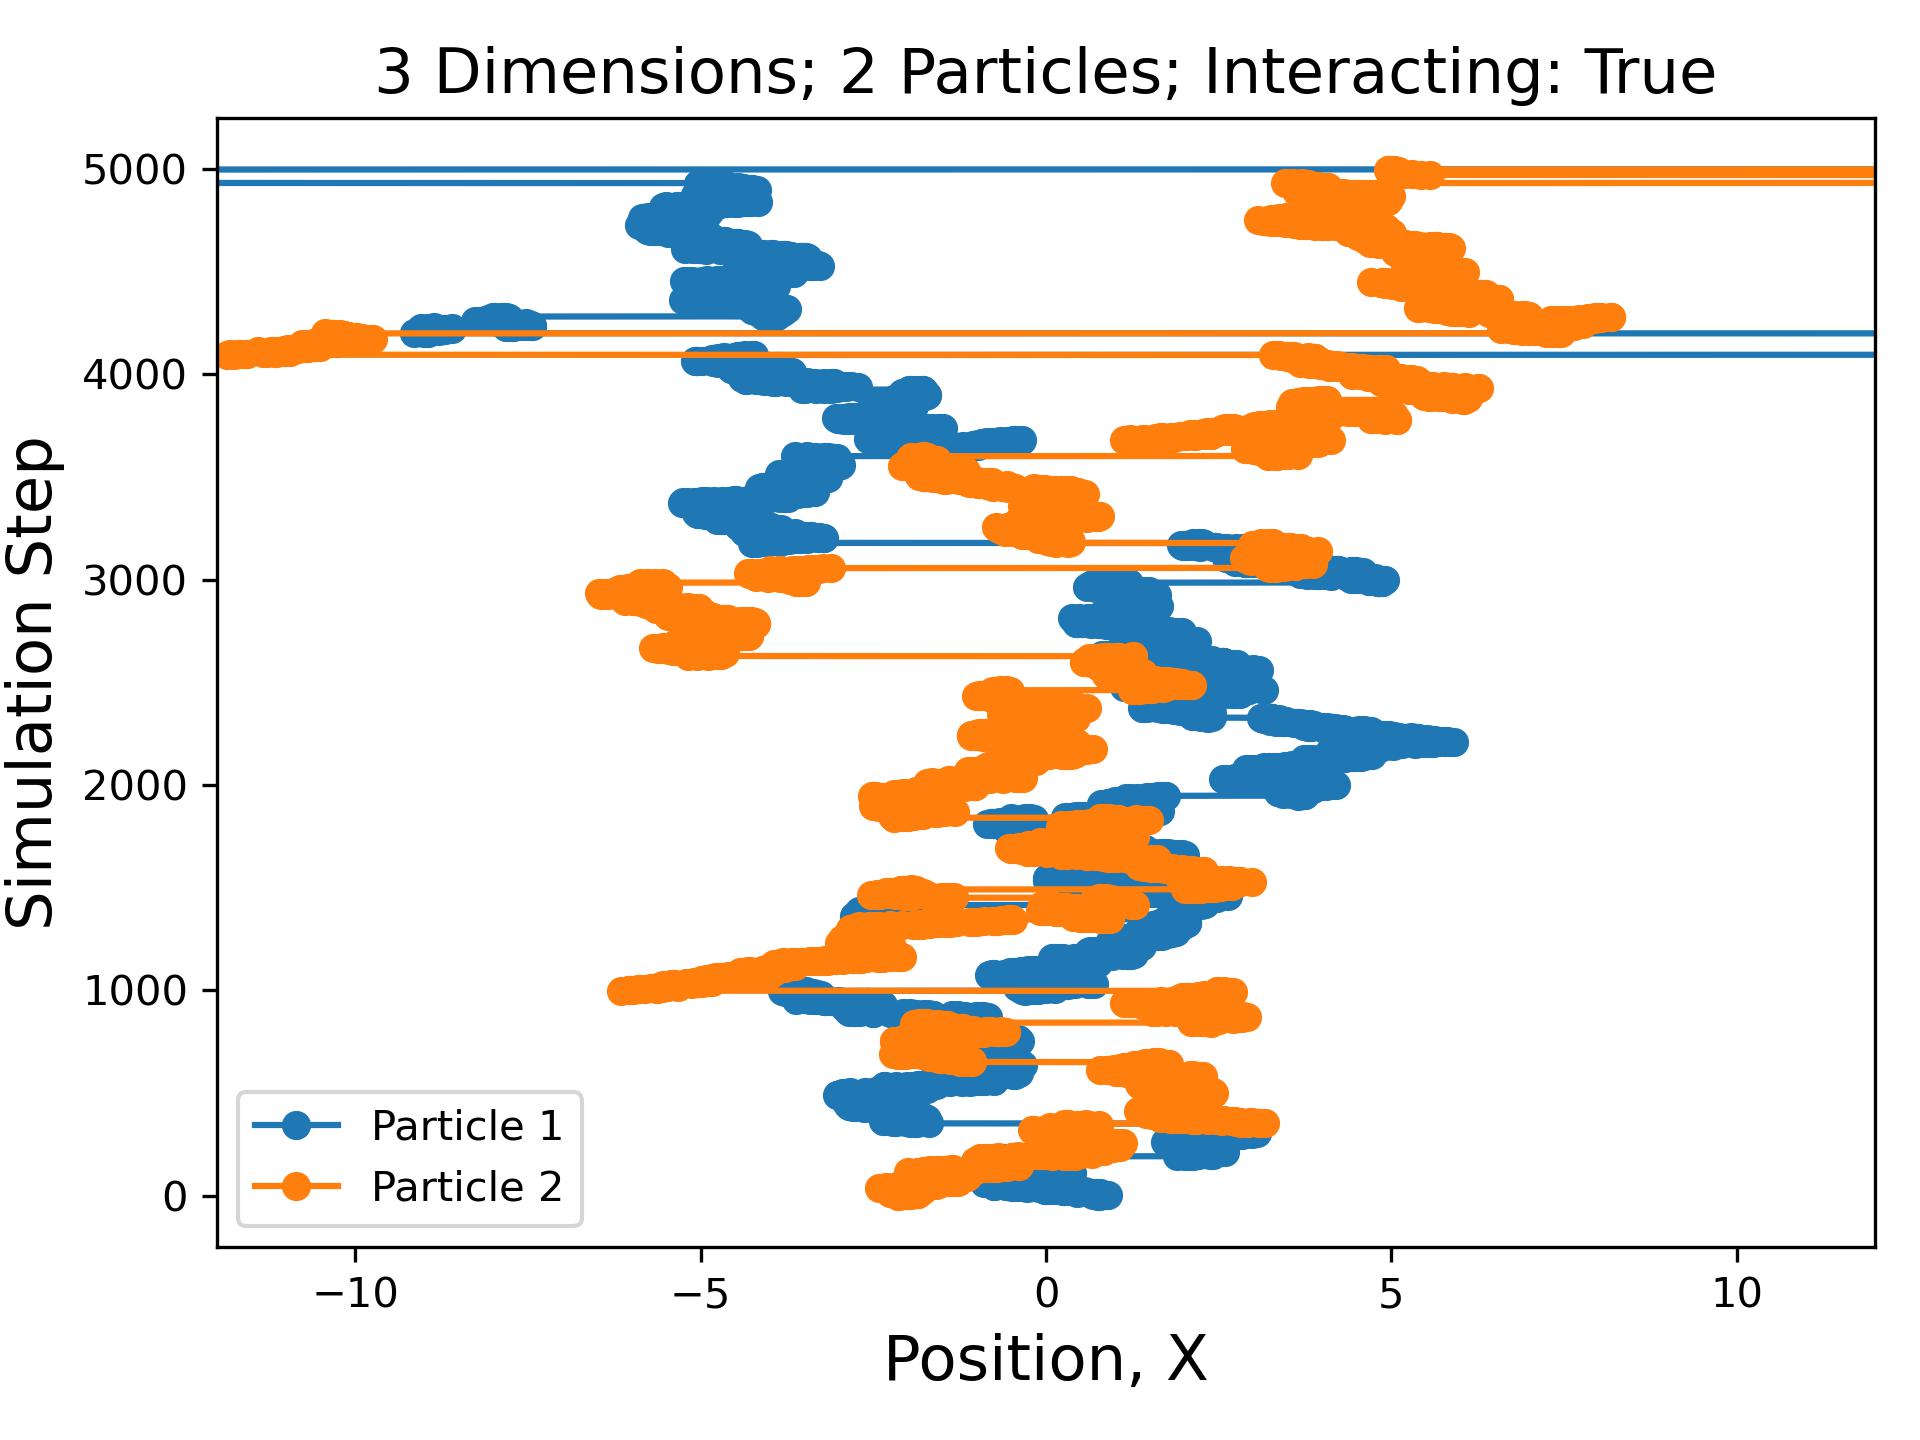 3 Dimensions; 2 Particles; Interacting: True
Simulation Step
5000
4000
3000
2000
1000
0
Particle 1
Particle 2
−10
−5
0
5
10
Position, X